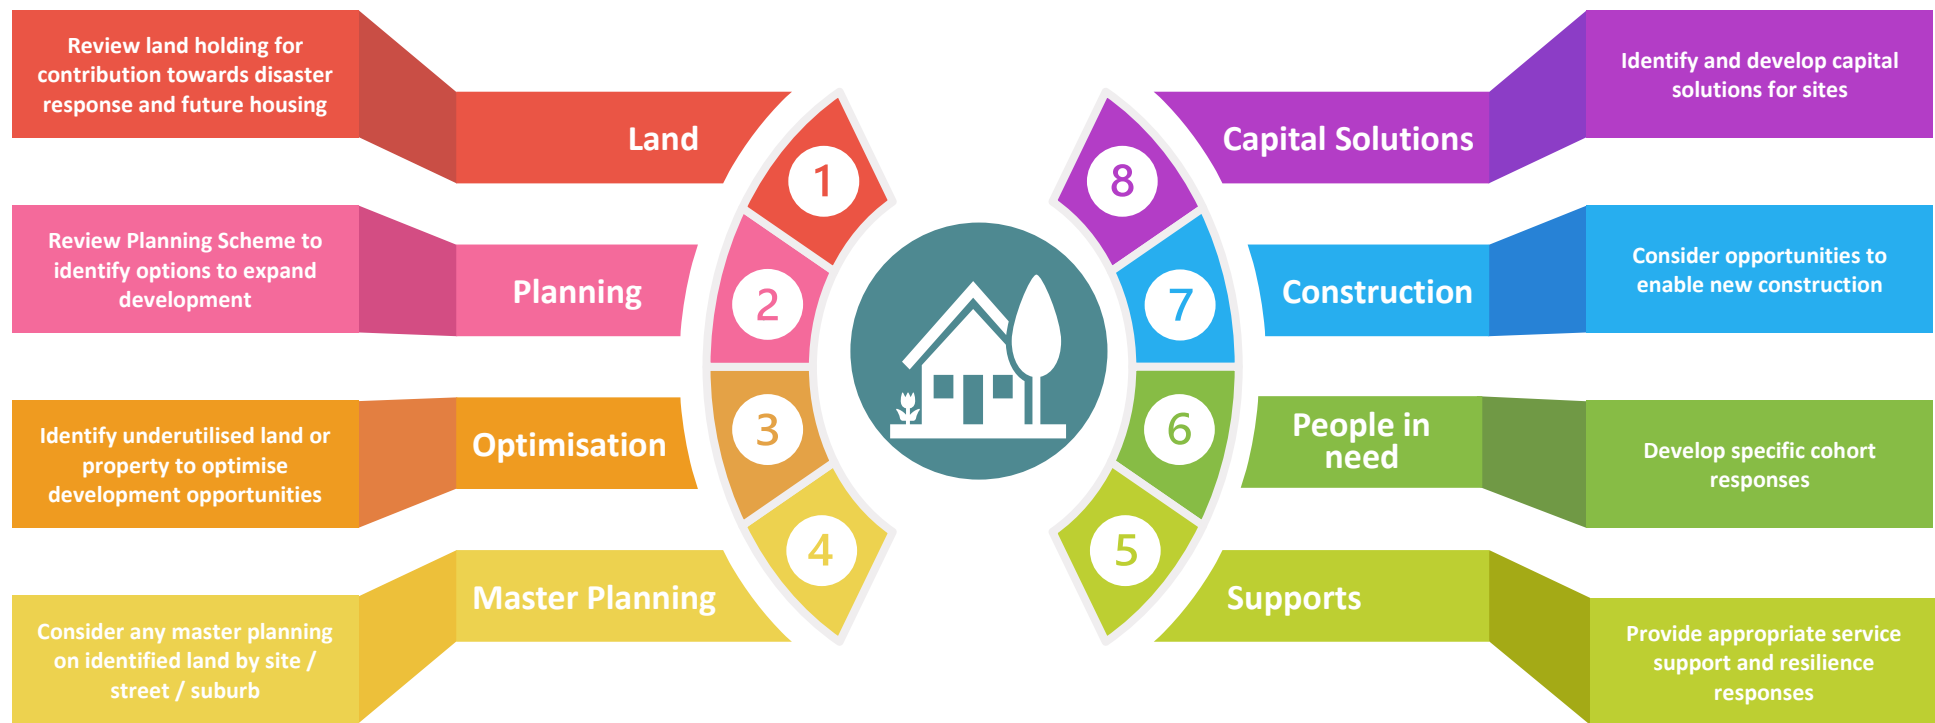 Review land holding for
contribution towards disaster
response and future housing
Land
1
Review Planning Scheme to
identify options to expand
development
Planning
2
Identify underutilised land or
property to optimise
development opportunities
Optimisation
3
Consider any master planning
on identified land by site /
street / suburb
Master Planning
4
8
Capital Solutions
Identify and develop capital
solutions for sites
7
Construction
Consider opportunities to
enable new construction
6
People in
need
Develop specific cohort
responses
5
Supports
Provide appropriate service
support and resilience
responses